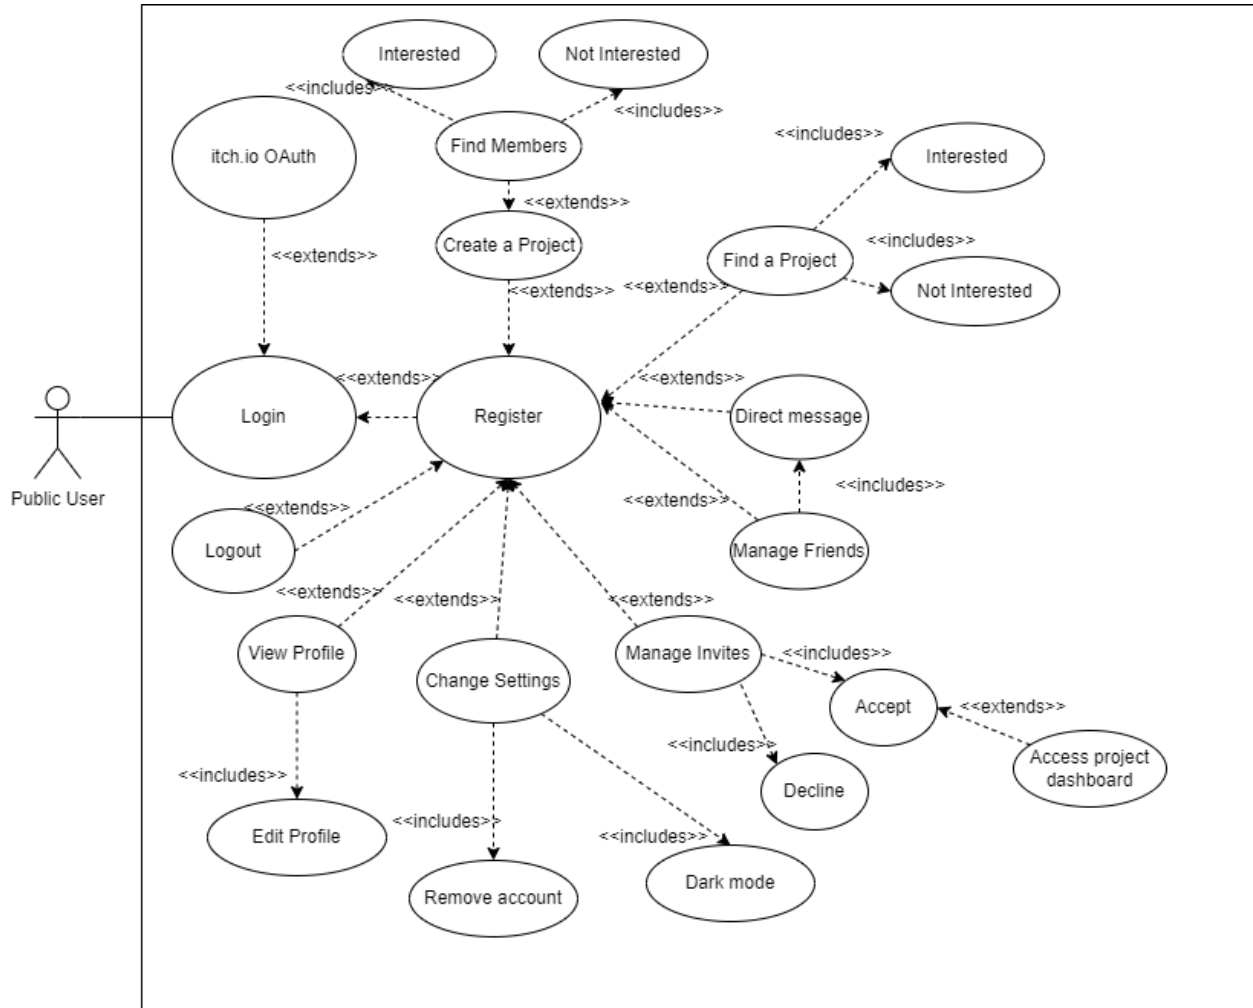 Interested
Not Interested
<<includes>>
<<includes>>
Find Members
itch.io OAuth
<<includes>>
Interested
<<extends>>
Create a Project
<<extends>>
<<includes>>
Find a Project
<<extends>>
<<extends>>
Not Interested
<<extends>>
<<extends>>
Login
Register
Direct message
Public User
<<includes>>
<<extends>>
<<extends>>
Logout
Manage Friends
<<extends>>
<<extends>>
<<extends>>
View Profile
Manage Invites
<<includes>>
Change Settings
Accept
<<extends>>
<<includes>>
Access project
dashboard
<<includes>>
Decline
<<includes>>
<<includes>>
Edit Profile
Dark mode
Remove account